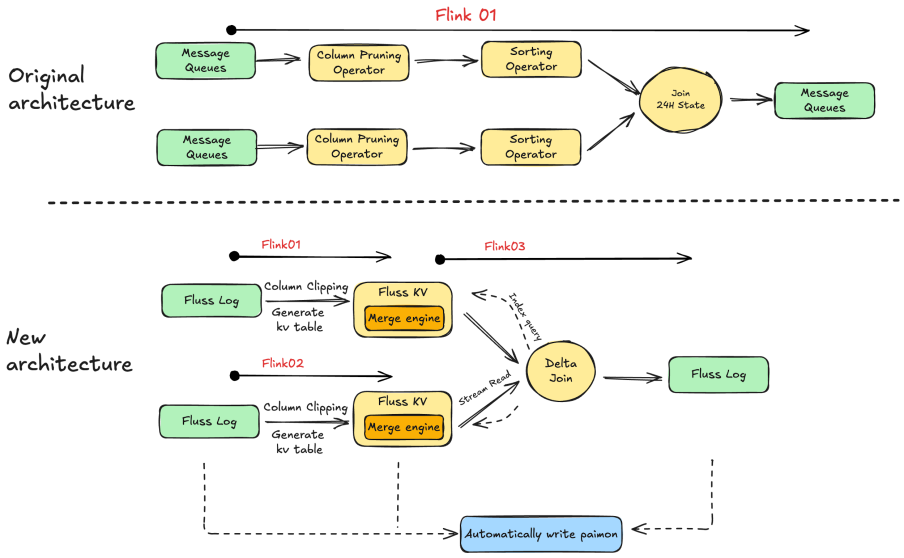 Flink 01
Original
architecture
Message
Queues
Column Pruning
Operator
Sorting
Operator
Join
24H State
Message
Queues
Message
Queues
Column Pruning
Operator
Sorting
Operator
New
architecture
Flink01
Flink03
Fluss Log
Column Clipping
Generate
kv table
Fluss KV
Merge engine
Index query
Flink02
Delta
Join
Fluss Log
Fluss Log
Column Clipping
Generate
kv table
Fluss KV
Merge engine
Stream Read
Automatically write paimon